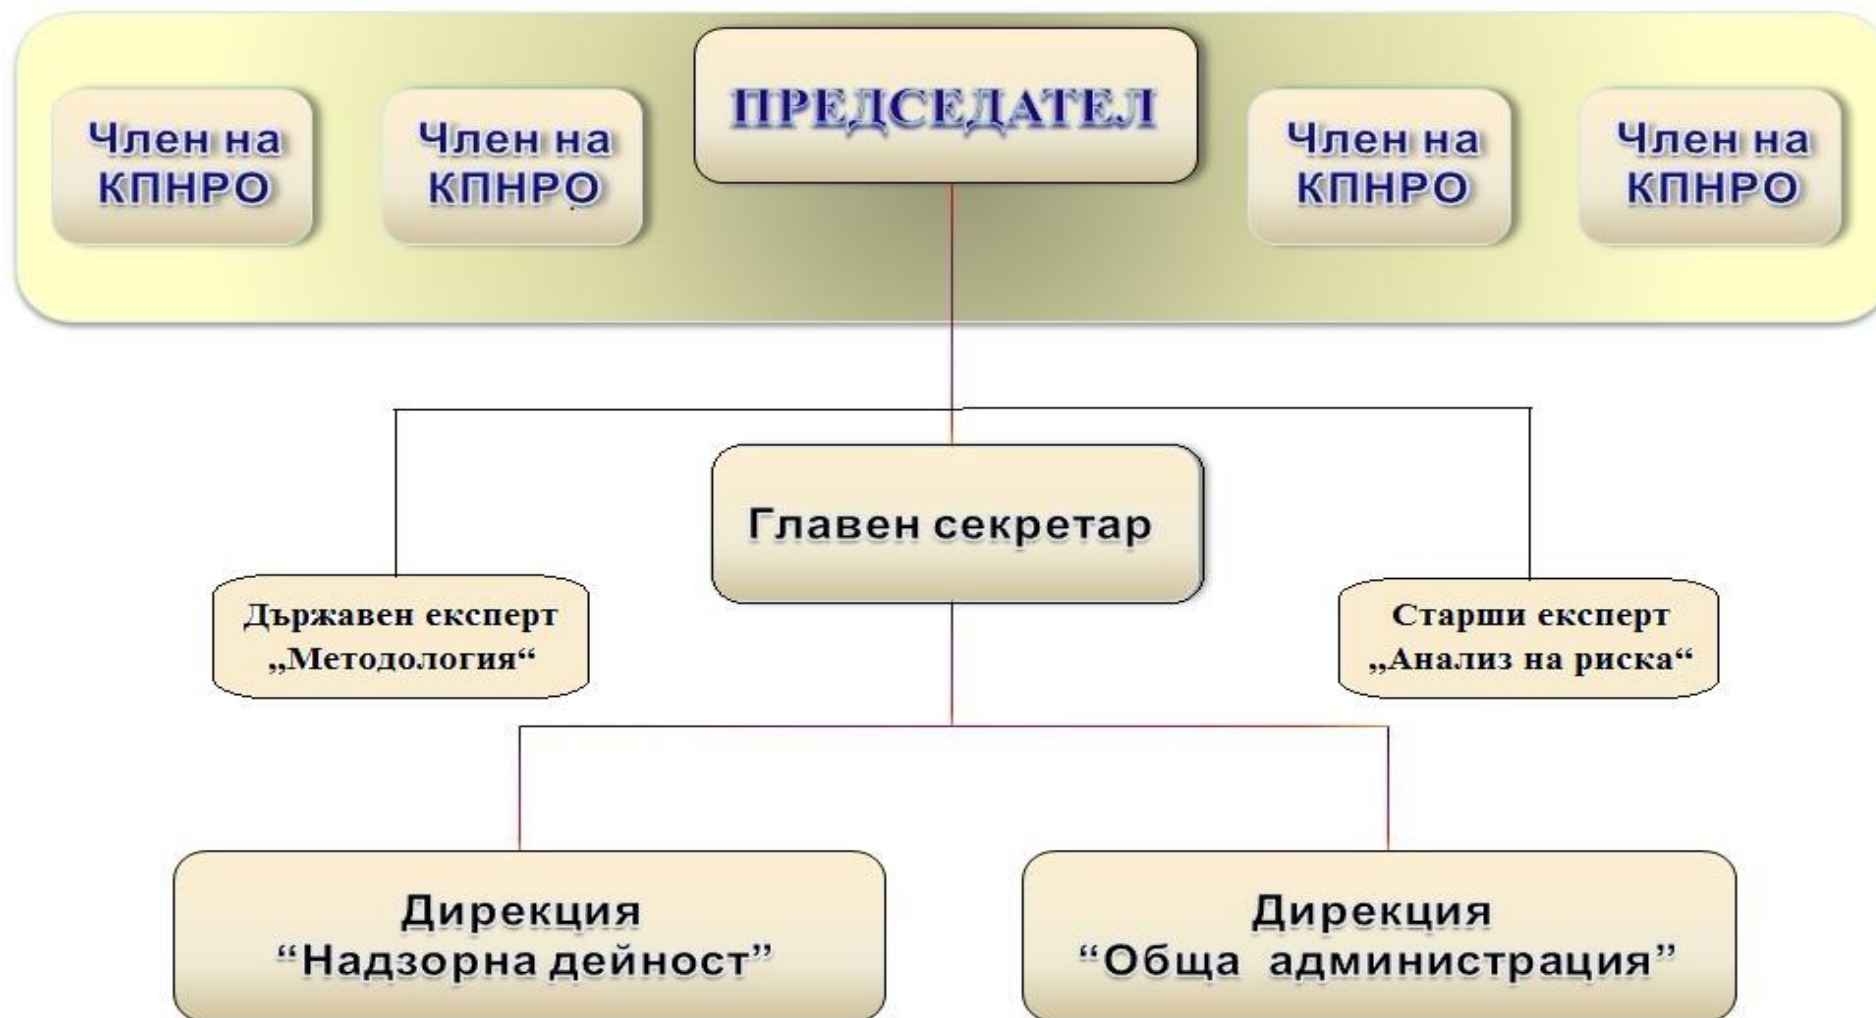 ПРЕДСЕДАТЕЛ
Член на
КПНРО
Член на
КПНРО
Член на
КПНРО
Член на
КПНРО
Главен секретар
Държавен експерт
„Методология“
Старши експерт
„Анализ на риска“
Дирекция
“Надзорна дейност”
Дирекция
“Обща администрация”